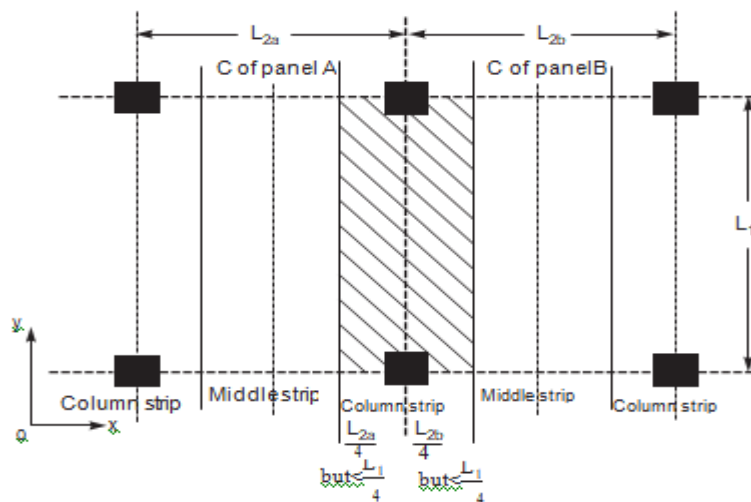 L2a L2b
C of panel A C of panel B
L1
y
Middle strip Middle strip
Column strip Column strip Column strip
o x
L2a/4 L2b/4
but≤L1/4 but≤L1/4